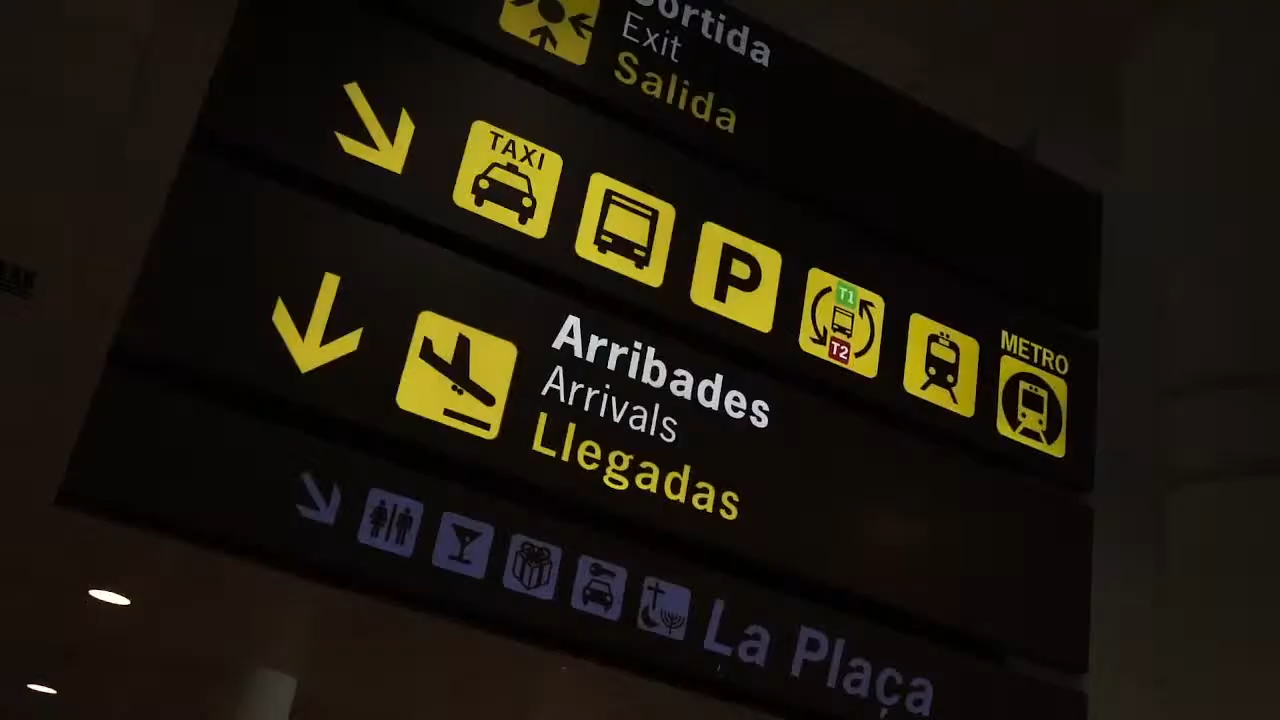 Sortida
Exit
Salida
TAXI
P
T1
T2
METRO
Arribades
Arrivals
Llegadas
La Plaça